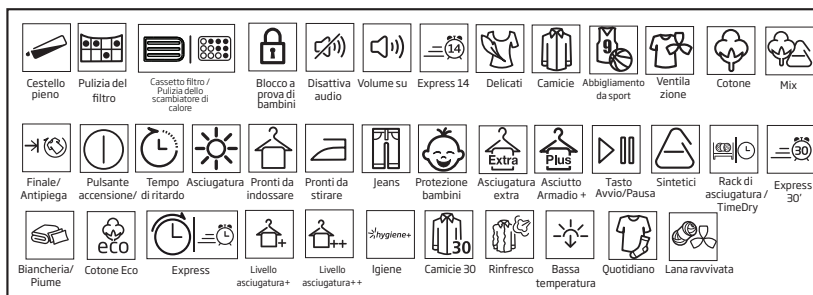 14
9
Cestello pieno
Pulizia del filtro
Cassetto filtro / Pulizia dello scambiatore di calore
Blocco a prova di bambini
Disattiva audio
Volume su
Express 14
Delicati
Camicie
Abbigliamento da sport
Ventila zione
Cotone
Mix
Extra
Plus
30
Finale/ Antipiega
Pulsante accensione/
Tempo di ritardo
Asciugatura
Pronti da indossare
Pronti da stirare
Jeans
Protezione bambini
Asciugatura extra
Asciutto Armadio +
Tasto Avvio/Pausa
Sintetici
Rack di asciugatura / TimeDry
Express 30'
eco
+
++
hygiene+
30
Biancheria/ Piume
Cotone Eco
Express
Livello asciugatura+
Livello asciugatura++
Igiene
Camicie 30
Rinfresco
Bassa temperatura
Quotidiano
Lana ravvivata